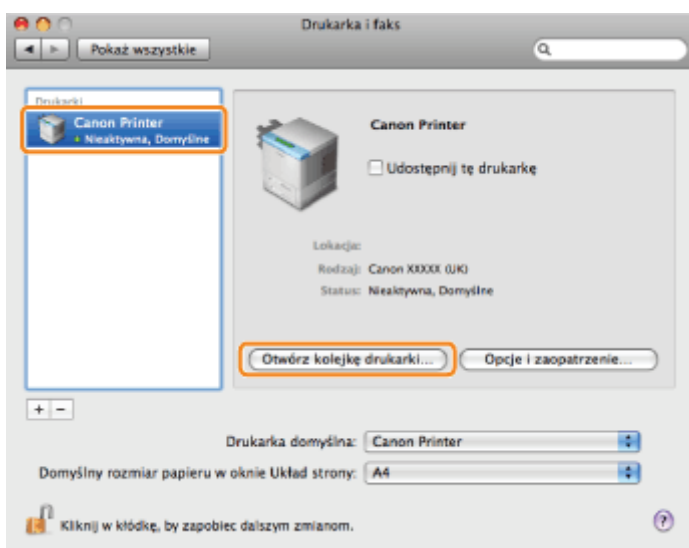 Drukarka i faks
Pokaż wszystkie
Drukarki
Canon Printer
Nieaktywna, Domyślne
Canon Printer
Udostępnij tę drukarkę
Lokacja:
Rodzaj: Canon XXXXX (UK)
Status: Nieaktywna, Domyślne
Otwórz kolejkę drukarki... Opcje i zaopatrzenie...
+ −
Drukarka domyślna: Canon Printer
Domyślny rozmiar papieru w oknie Układ strony: A4
Kliknij w kłódkę, by zapobiec dalszym zmianom.
?